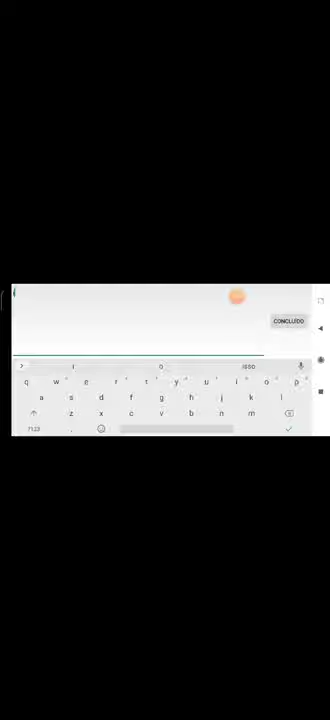 CONCLUÍDO
o isso
q w e r t y u i o p
a s d f g h j k l
z x c v b n m
?123 .